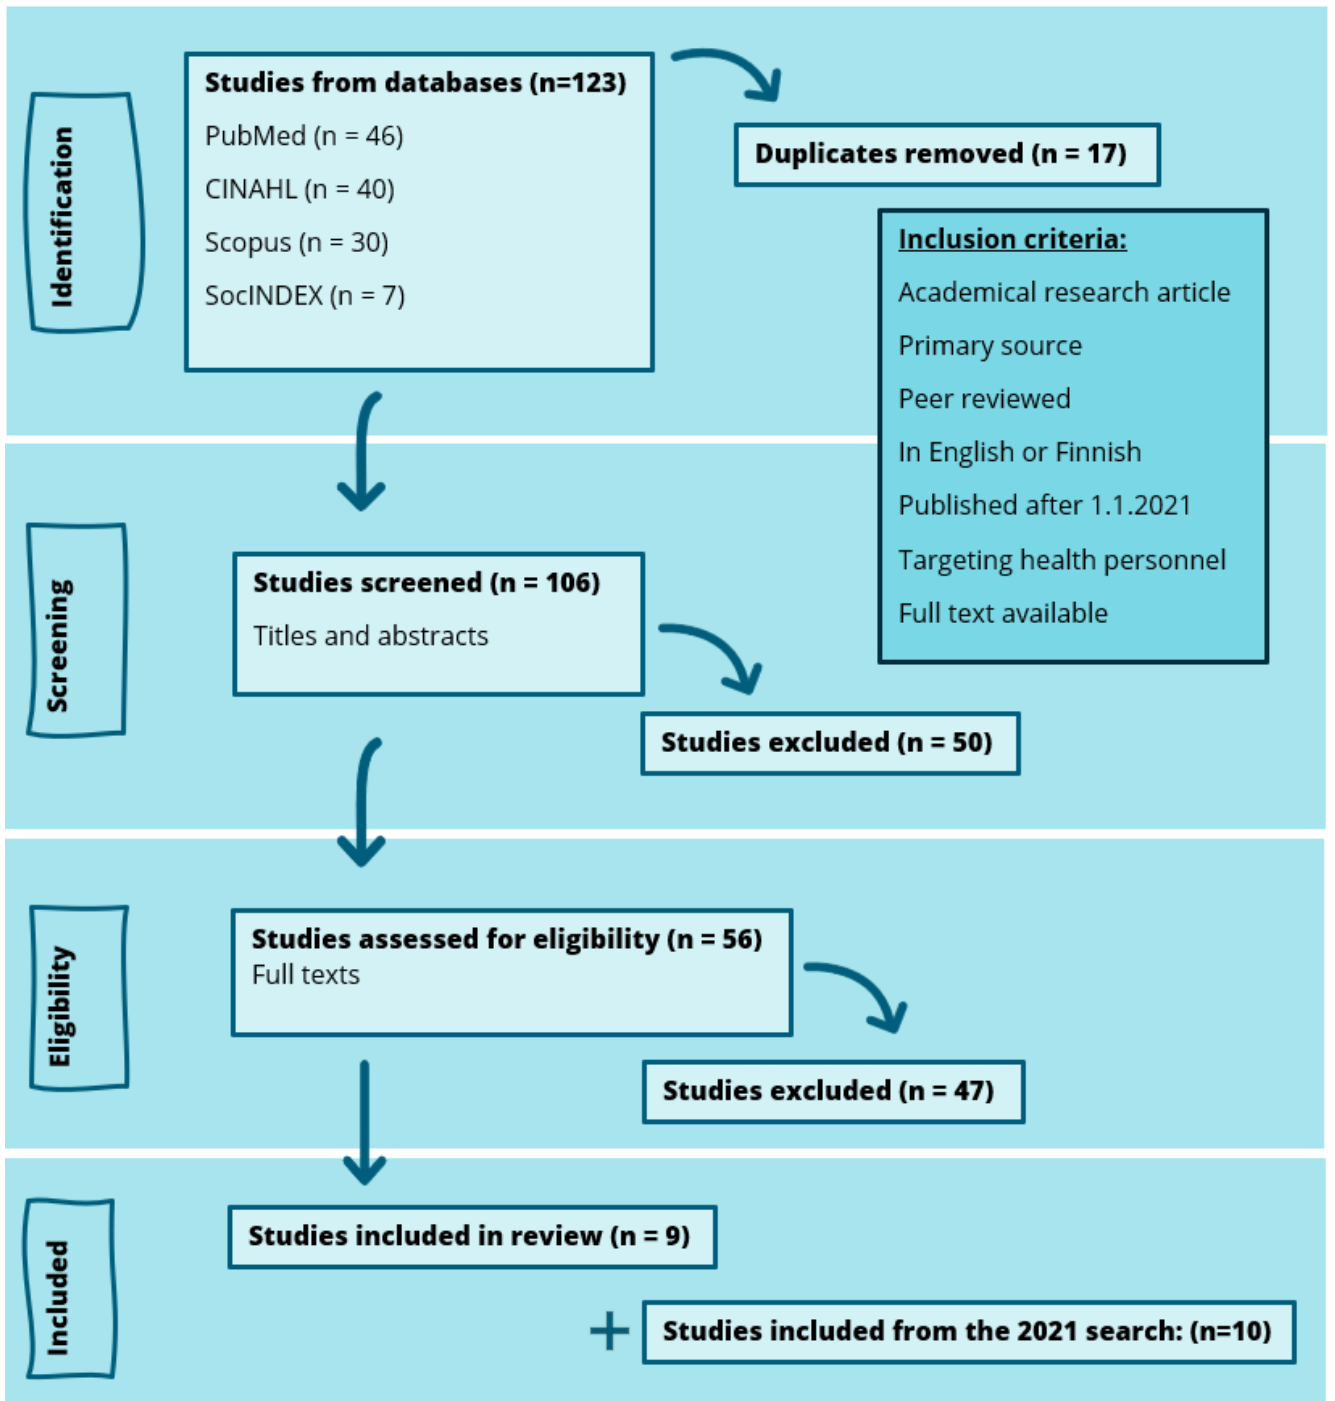 Identification
Studies from databases (n=123)
PubMed (n = 46)
CINAHL (n = 40)
Scopus (n = 30)
SocINDEX (n = 7)
Duplicates removed (n = 17)
Inclusion criteria:
Academical research article
Primary source
Peer reviewed
In English or Finnish
Published after 1.1.2021
Targeting health personnel
Full text available
Screening
Studies screened (n = 106)
Titles and abstracts
Studies excluded (n = 50)
Eligibility
Studies assessed for eligibility (n = 56)
Full texts
Studies excluded (n = 47)
Included
Studies included in review (n = 9)
+ Studies included from the 2021 search: (n=10)